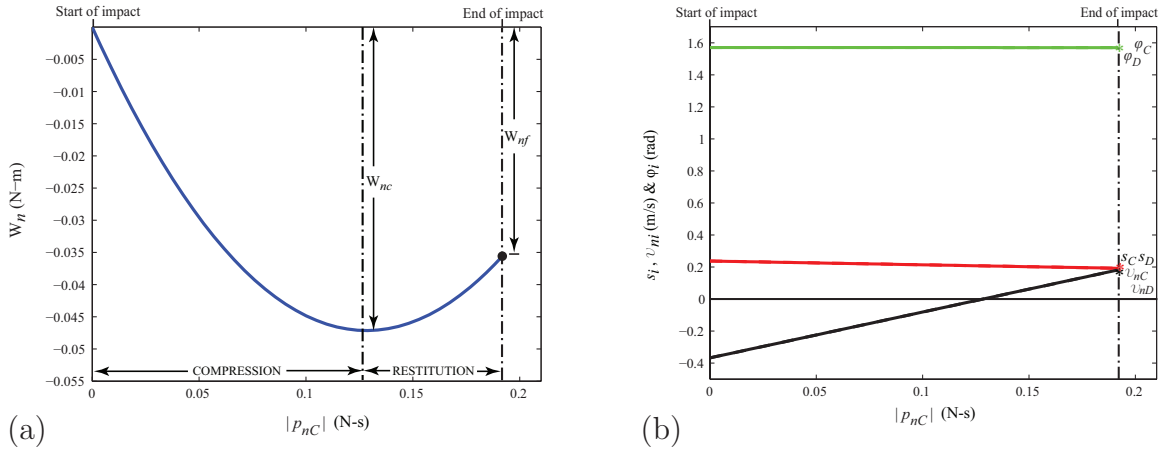 Start of impact
End of impact
0
−0.005
−0.01
−0.015
−0.02
−0.025
−0.03
−0.035
−0.04
−0.045
−0.05
−0.055
W_n (N−m)
W_nf
W_nc
COMPRESSION
RESTITUTION
0
0.05
0.1
0.15
0.2
|p_nC| (N-s)
(a)
Start of impact
End of impact
1.6
1.4
1.2
1
0.8
0.6
0.4
0.2
0
−0.2
−0.4
s_i , υ_ni (m/s) & φ_i (rad)
φ_C
φ_D
s_C s_D
υ_nC
υ_nD
0
0.05
0.1
0.15
0.2
|p_nC| (N-s)
(b)